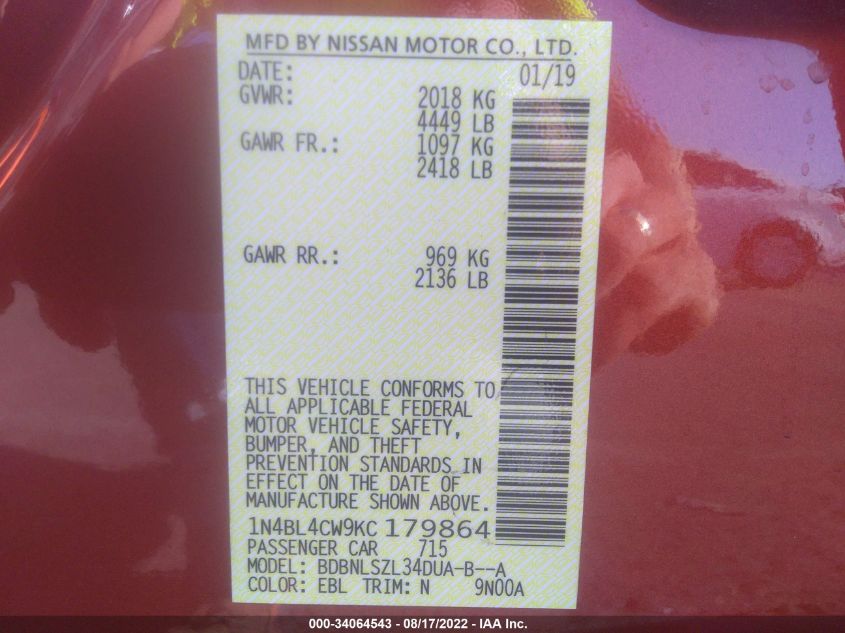 MFD BY NISSAN MOTOR CO., LTD.
DATE: 01/19
GVWR: 2018 KG
4449 LB
GAWR FR.: 1097 KG
2418 LB
GAWR RR.: 969 KG
2136 LB
THIS VEHICLE CONFORMS TO
ALL APPLICABLE FEDERAL
MOTOR VEHICLE SAFETY,
BUMPER, AND THEFT
PREVENTION STANDARDS IN
EFFECT ON THE DATE OF
MANUFACTURE SHOWN ABOVE.
1N4BL4CW9KC 179864
PASSENGER CAR 715
MODEL: BDBNLSZL34DUA-B--A
COLOR: EBL TRIM: N 9N00A
000-34064543 - 08/17/2022 - IAA Inc.